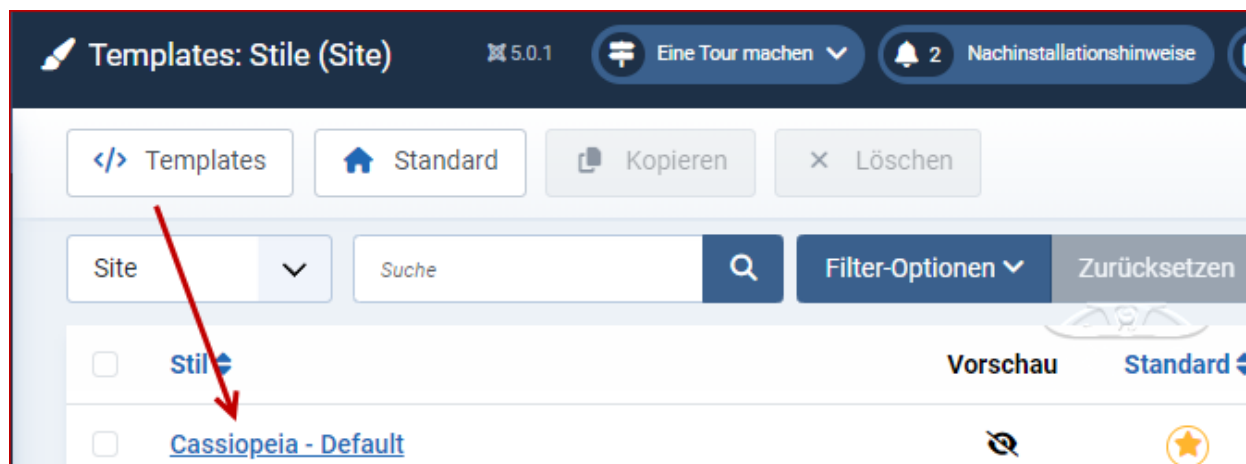 Templates: Stile (Site) 5.0.1 Eine Tour machen 2 Nachinstallationshinweise
</> Templates Standard Kopieren × Löschen
Site Suche Filter-Optionen Zurücksetzen
Stil Vorschau Standard
Cassiopeia - Default